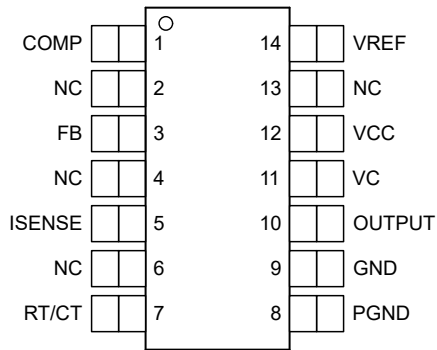 COMP 1 14 VREF
NC 2 13 NC
FB 3 12 VCC
NC 4 11 VC
ISENSE 5 10 OUTPUT
NC 6 9 GND
RT/CT 7 8 PGND